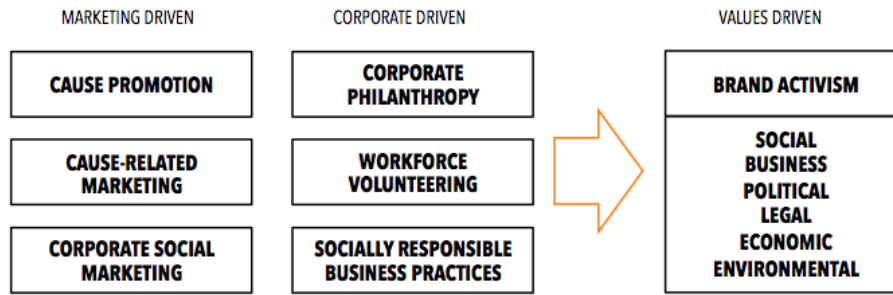 MARKETING DRIVEN
CORPORATE DRIVEN
VALUES DRIVEN
CAUSE PROMOTION
CAUSE-RELATED
MARKETING
CORPORATE SOCIAL
MARKETING
CORPORATE
PHILANTHROPY
WORKFORCE
VOLUNTEERING
SOCIALLY RESPONSIBLE
BUSINESS PRACTICES
BRAND ACTIVISM
SOCIAL
BUSINESS
POLITICAL
LEGAL
ECONOMIC
ENVIRONMENTAL